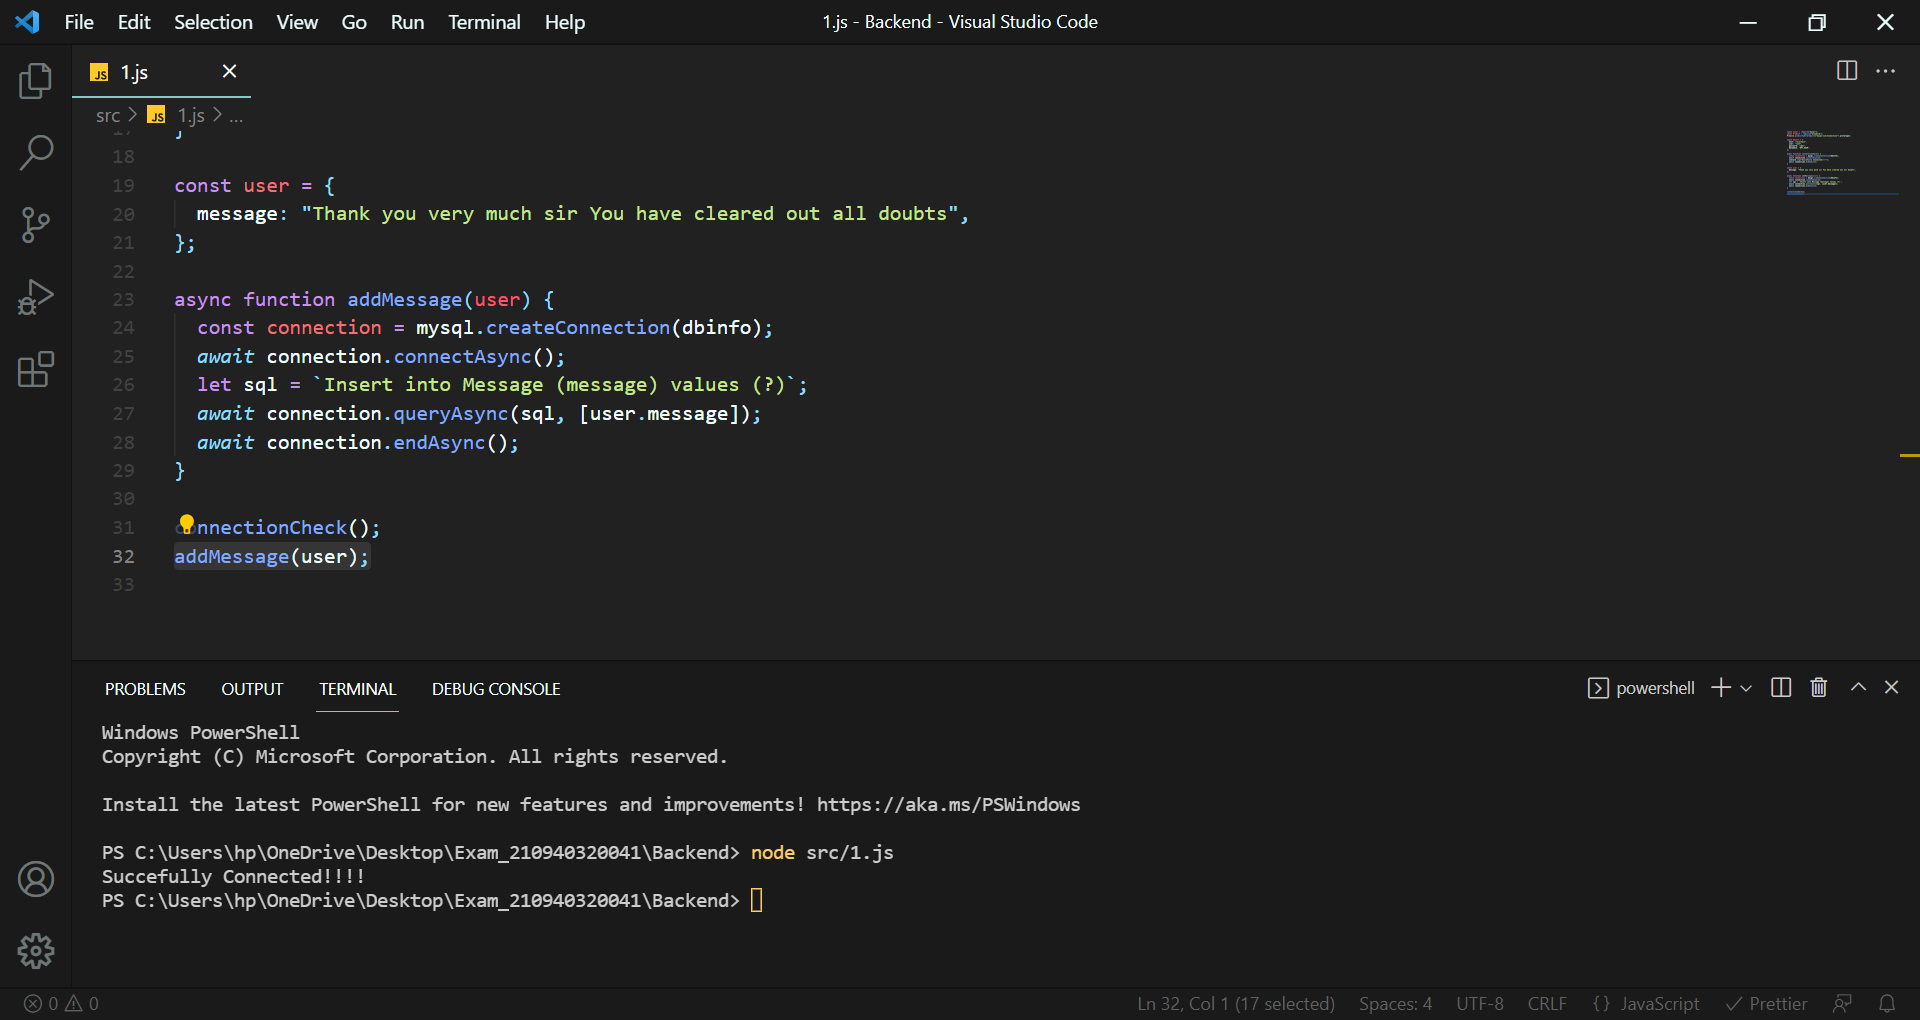 File Edit Selection View Go Run Terminal Help 1.js - Backend - Visual Studio Code
JS 1.js
src > JS 1.js > ...
17 }
18
19 const user = {
20 message: "Thank you very much sir You have cleared out all doubts",
21 };
22
23 async function addMessage(user) {
24 const connection = mysql.createConnection(dbinfo);
25 await connection.connectAsync();
26 let sql = `Insert into Message (message) values (?)`;
27 await connection.queryAsync(sql, [user.message]);
28 await connection.endAsync();
29 }
30
31 connectionCheck();
32 addMessage(user);
33
PROBLEMS OUTPUT TERMINAL DEBUG CONSOLE powershell
Windows PowerShell
Copyright (C) Microsoft Corporation. All rights reserved.
Install the latest PowerShell for new features and improvements! https://aka.ms/PSWindows
PS C:\Users\hp\OneDrive\Desktop\Exam_210940320041\Backend> node src/1.js
Succefully Connected!!!!
PS C:\Users\hp\OneDrive\Desktop\Exam_210940320041\Backend>
0 0 Ln 32, Col 1 (17 selected) Spaces: 4 UTF-8 CRLF {} JavaScript Prettier